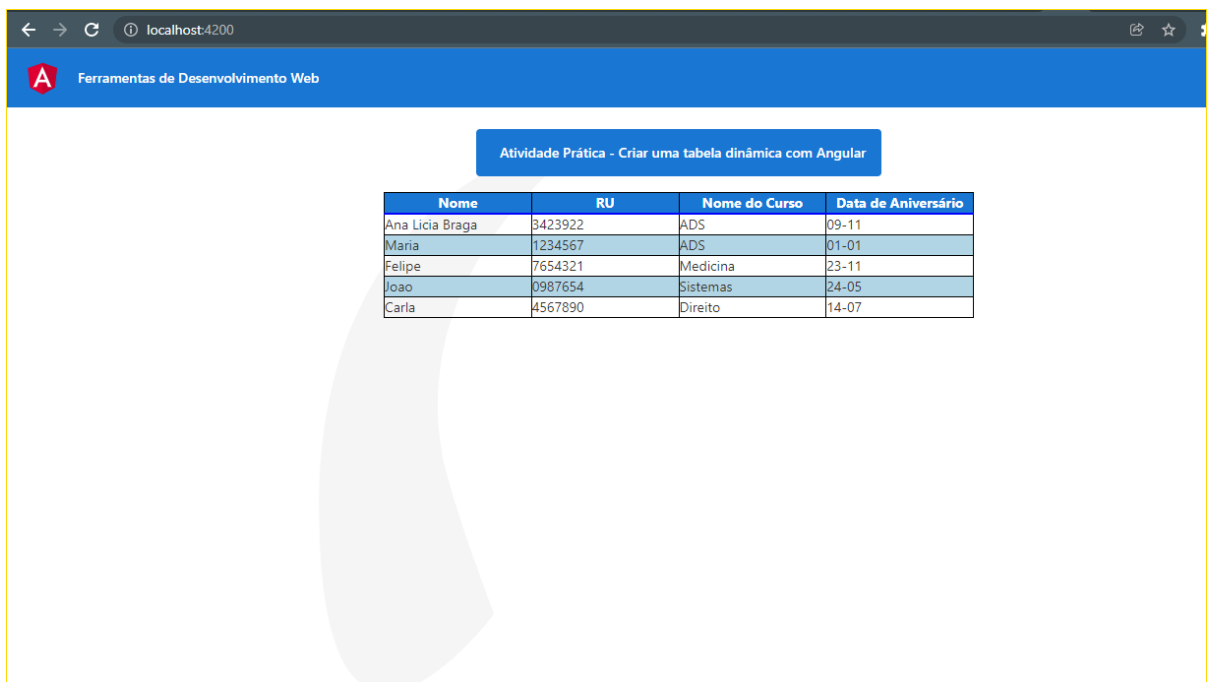 localhost:4200
A
Ferramentas de Desenvolvimento Web
Atividade Prática - Criar uma tabela dinâmica com Angular
Nome RU Nome do Curso Data de Aniversário
Ana Licia Braga 3423922 ADS 09-11
Maria 1234567 ADS 01-01
Felipe 7654321 Medicina 23-11
Joao 0987654 Sistemas 24-05
Carla 4567890 Direito 14-07